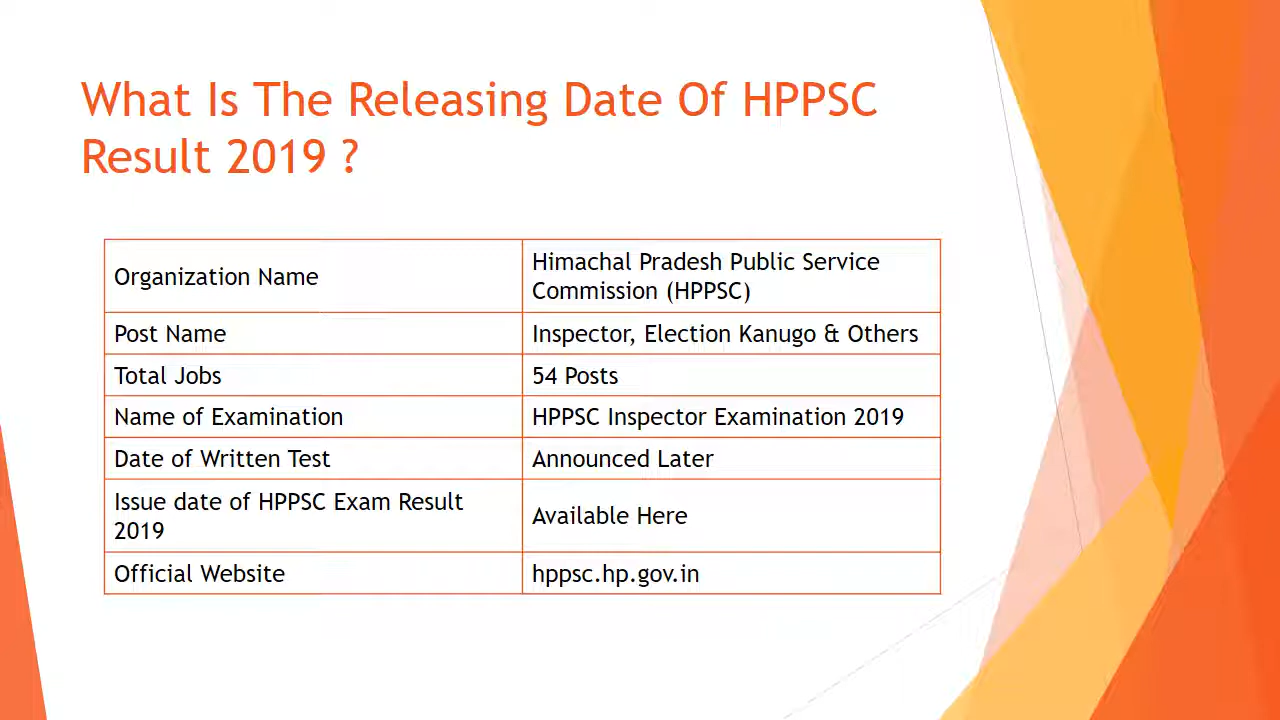 What Is The Releasing Date Of HPPSC
Result 2019 ?
Organization Name
Himachal Pradesh Public Service
Commission (HPPSC)
Post Name
Inspector, Election Kanugo & Others
Total Jobs
54 Posts
Name of Examination
HPPSC Inspector Examination 2019
Date of Written Test
Announced Later
Issue date of HPPSC Exam Result
2019
Available Here
Official Website
hppsc.hp.gov.in